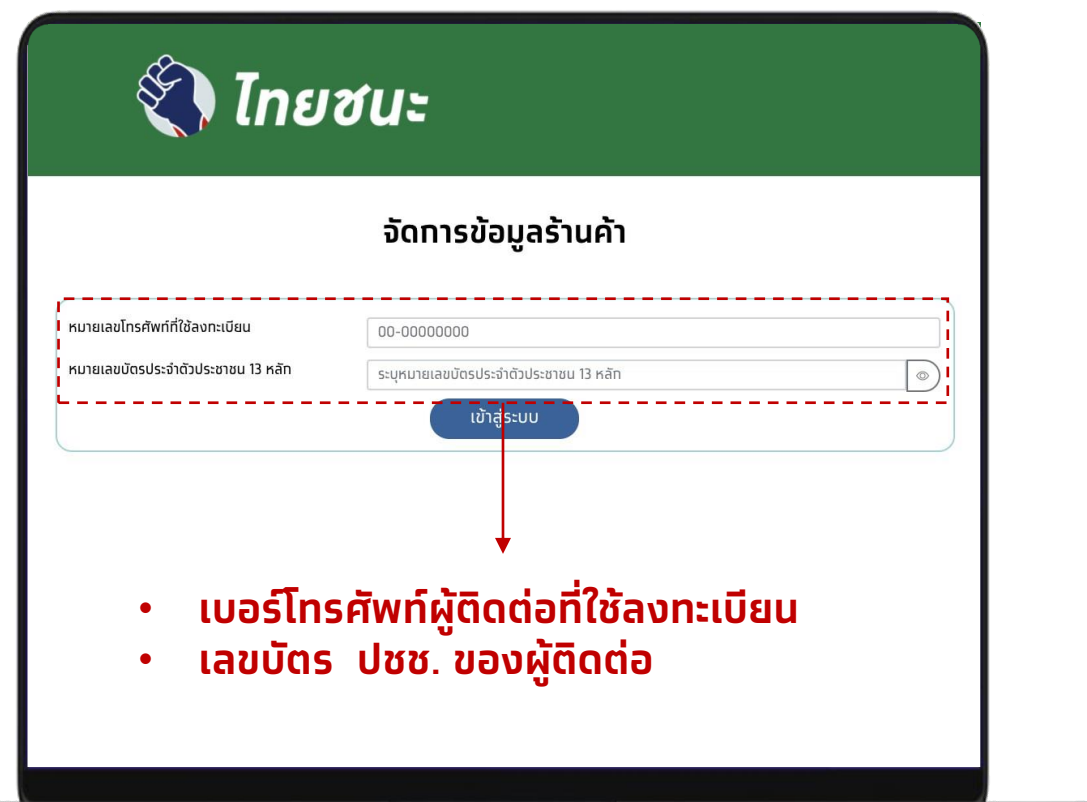 ไทยชนะ
จัดการข้อมูลร้านค้า
หมายเลขโทรศัพท์ที่ใช้ลงทะเบียน
00-00000000
หมายเลขบัตรประจำตัวประชาชน 13 หลัก
ระบุหมายเลขบัตรประจำตัวประชาชน 13 หลัก
เข้าสู่ระบบ
• เบอร์โทรศัพท์ผู้ติดต่อที่ใช้ลงทะเบียน
• เลขบัตร ปชช. ของผู้ติดต่อ